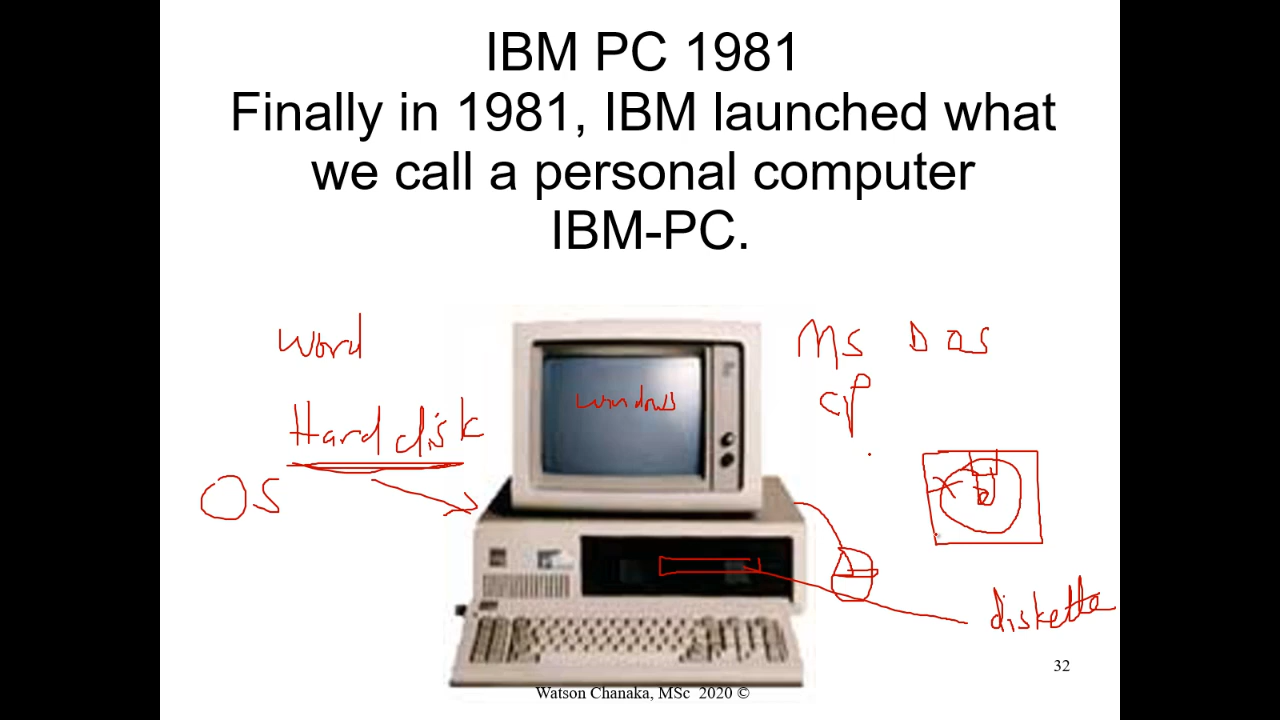 IBM PC 1981
Finally in 1981, IBM launched what
we call a personal computer
IBM-PC.
Word
MS DOS
Windows
CP
Hard disk
OS
diskette
32
Watson Chanaka, MSc 2020 ©